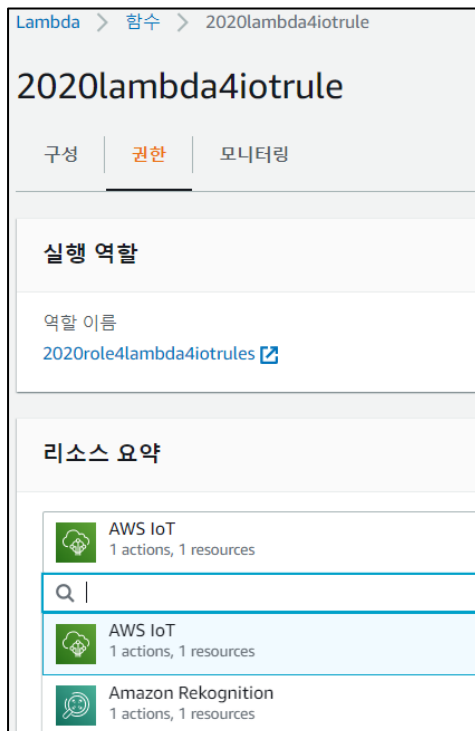 Lambda > 함수 > 2020lambda4iotrule
2020lambda4iotrule
구성 권한 모니터링
실행 역할
역할 이름
2020role4lambda4iotrules
리소스 요약
AWS IoT
1 actions, 1 resources
AWS IoT
1 actions, 1 resources
Amazon Rekognition
1 actions, 1 resources